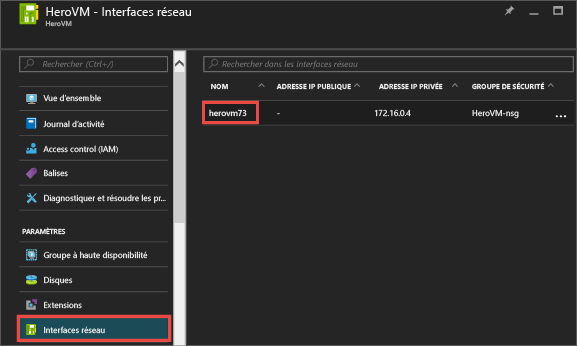 HeroVM - Interfaces réseau
HeroVM
Rechercher (Ctrl+/)
Vue d'ensemble
Journal d'activité
Access control (IAM)
Balises
Diagnostiquer et résoudre les pr...
PARAMÈTRES
Groupe à haute disponibilité
Disques
Extensions
Interfaces réseau
Rechercher dans les interfaces réseau
NOM ADRESSE IP PUBLIQUE ADRESSE IP PRIVÉE GROUPE DE SÉCURITÉ
herovm73 - 172.16.0.4 HeroVM-nsg ...